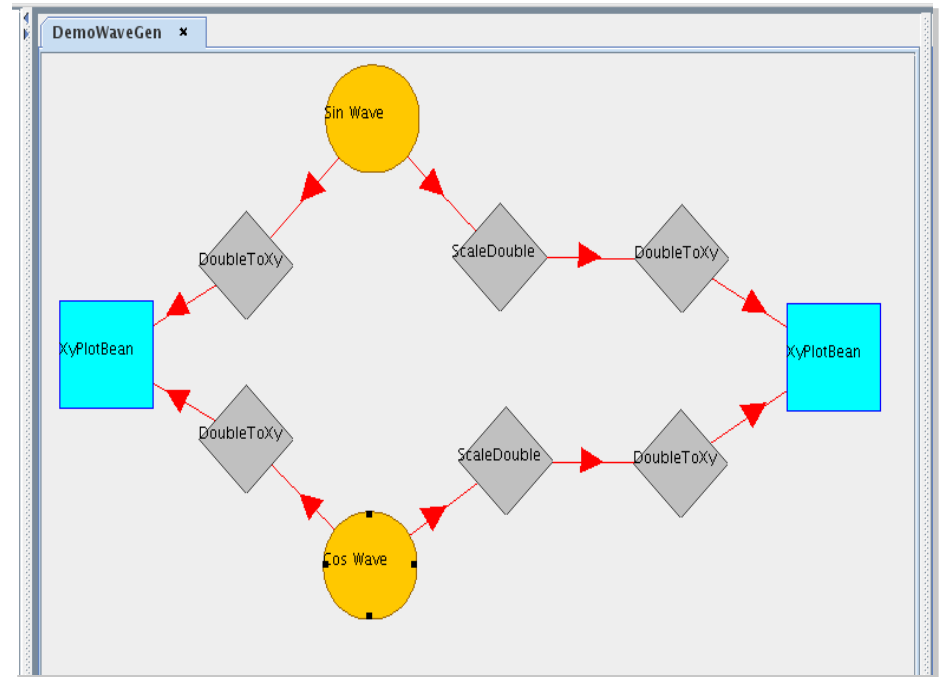 DemoWaveGen ×
Sin Wave
DoubleToXy
ScaleDouble
DoubleToXy
XyPlotBean
XyPlotBean
DoubleToXy
ScaleDouble
DoubleToXy
Cos Wave